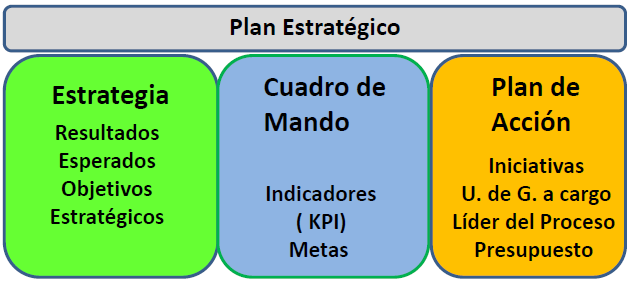 Plan Estratégico
Estrategia
Resultados
Esperados
Objetivos
Estratégicos
Cuadro de
Mando
Indicadores
( KPI)
Metas
Plan de
Acción
Iniciativas
U. de G. a cargo
Líder del Proceso
Presupuesto